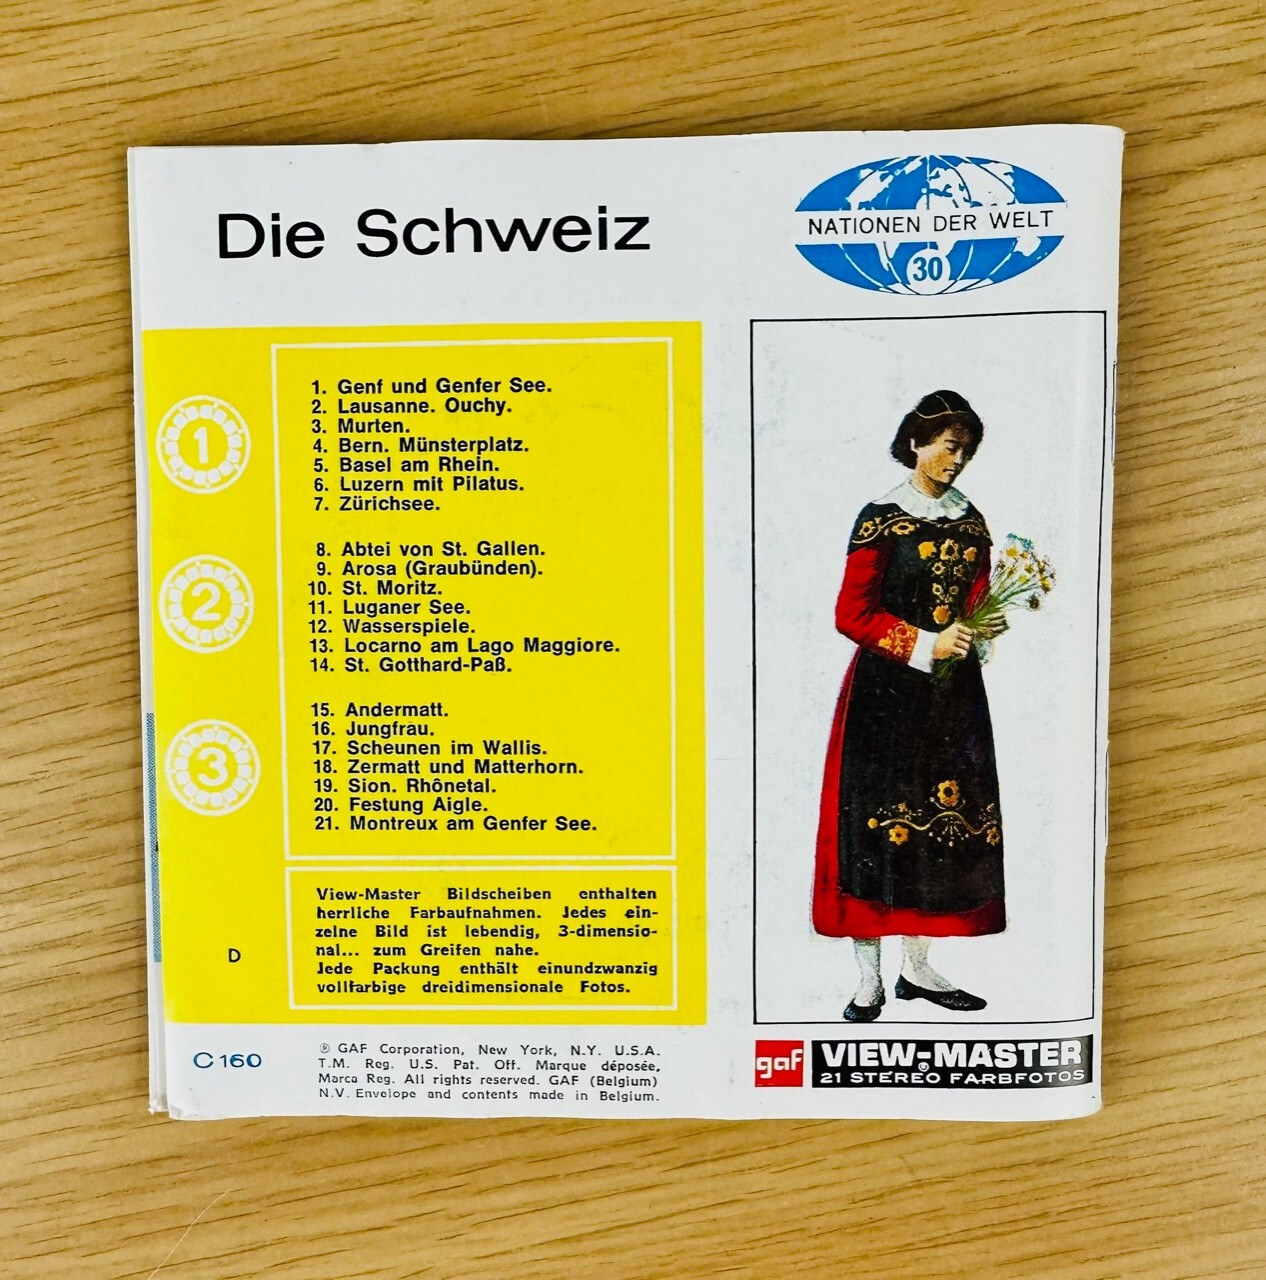 Die Schweiz
NATIONEN DER WELT
30
1
1. Genf und Genfer See.
2. Lausanne. Ouchy.
3. Murten.
4. Bern. Münsterplatz.
5. Basel am Rhein.
6. Luzern mit Pilatus.
7. Zürichsee.
2
8. Abtei von St. Gallen.
9. Arosa (Graubünden).
10. St. Moritz.
11. Luganer See.
12. Wasserspiele.
13. Locarno am Lago Maggiore.
14. St. Gotthard-Paß.
3
15. Andermatt.
16. Jungfrau.
17. Scheunen im Wallis.
18. Zermatt und Matterhorn.
19. Sion. Rhônetal.
20. Festung Aigle.
21. Montreux am Genfer See.
View-Master Bildscheiben enthalten
herrliche Farbaufnahmen. Jedes ein-
zelne Bild ist lebendig, 3-dimensio-
nal... zum Greifen nahe.
Jede Packung enthält einundzwanzig
vollfarbige dreidimensionale Fotos.
D
C 160
® GAF Corporation, New York, N.Y. U.S.A.
T.M. Reg. U.S. Pat. Off. Marque déposée,
Marca Reg. All rights reserved. GAF (Belgium)
N.V. Envelope and contents made in Belgium.
gaf
VIEW-MASTER®
21 STEREO FARBFOTOS